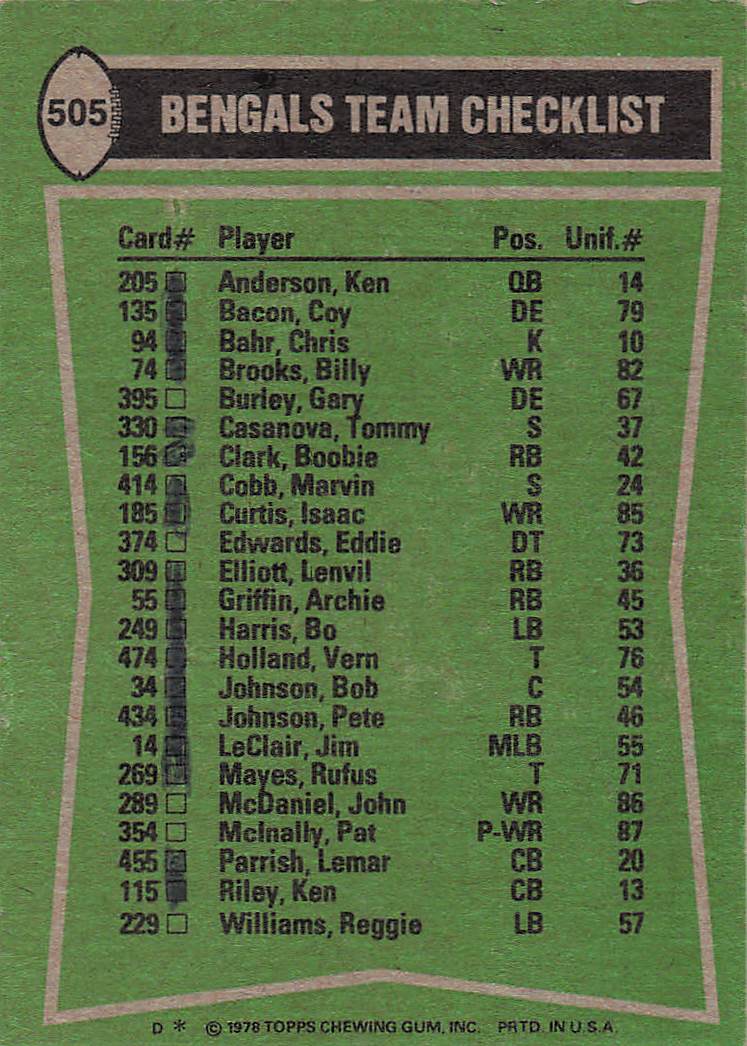 505 BENGALS TEAM CHECKLIST
Card# Player Pos. Unif.#
205 Anderson, Ken QB 14
135 Bacon, Coy DE 79
94 Bahr, Chris K 10
74 Brooks, Billy WR 82
395 Burley, Gary DE 67
330 Casanova, Tommy S 37
156 Clark, Boobie RB 42
414 Cobb, Marvin S 24
185 Curtis, Isaac WR 85
374 Edwards, Eddie DT 73
309 Elliott, Lenvil RB 36
55 Griffin, Archie RB 45
249 Harris, Bo LB 53
474 Holland, Vern T 76
34 Johnson, Bob C 54
434 Johnson, Pete RB 46
14 LeClair, Jim MLB 55
269 Mayes, Rufus T 71
289 McDaniel, John WR 86
354 McInally, Pat P-WR 87
455 Parrish, Lemar CB 20
115 Riley, Ken CB 13
229 Williams, Reggie LB 57
D * © 1978 TOPPS CHEWING GUM, INC. PRTD. IN U.S.A.